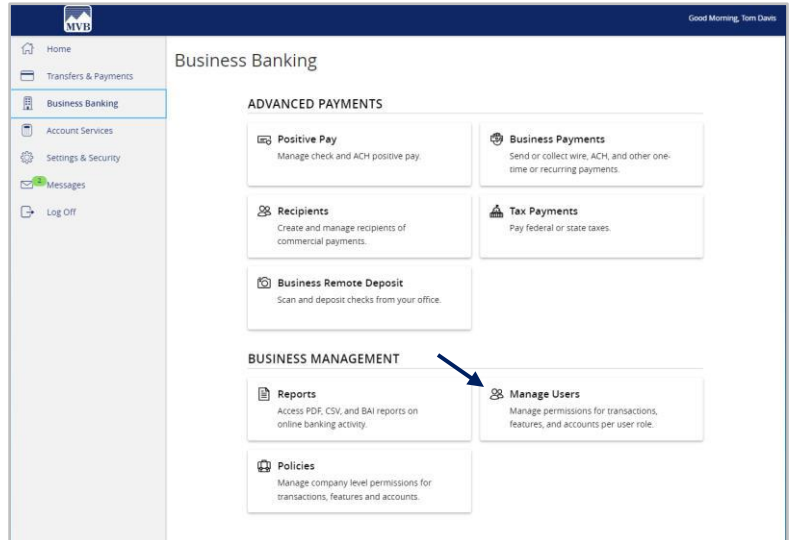 MVB
Good Morning, Tom Davis
Home
Transfers & Payments
Business Banking
Account Services
Settings & Security
2
Messages
Log Off
Business Banking
ADVANCED PAYMENTS
Positive Pay
Manage check and ACH positive pay.
Business Payments
Send or collect wire, ACH, and other one-
time or recurring payments.
Recipients
Create and manage recipients of
commercial payments.
Tax Payments
Pay federal or state taxes.
Business Remote Deposit
Scan and deposit checks from your office.
BUSINESS MANAGEMENT
Reports
Access PDF, CSV, and BAI reports on
online banking activity.
Manage Users
Manage permissions for transactions,
features, and accounts per user role.
Policies
Manage company level permissions for
transactions, features and accounts.